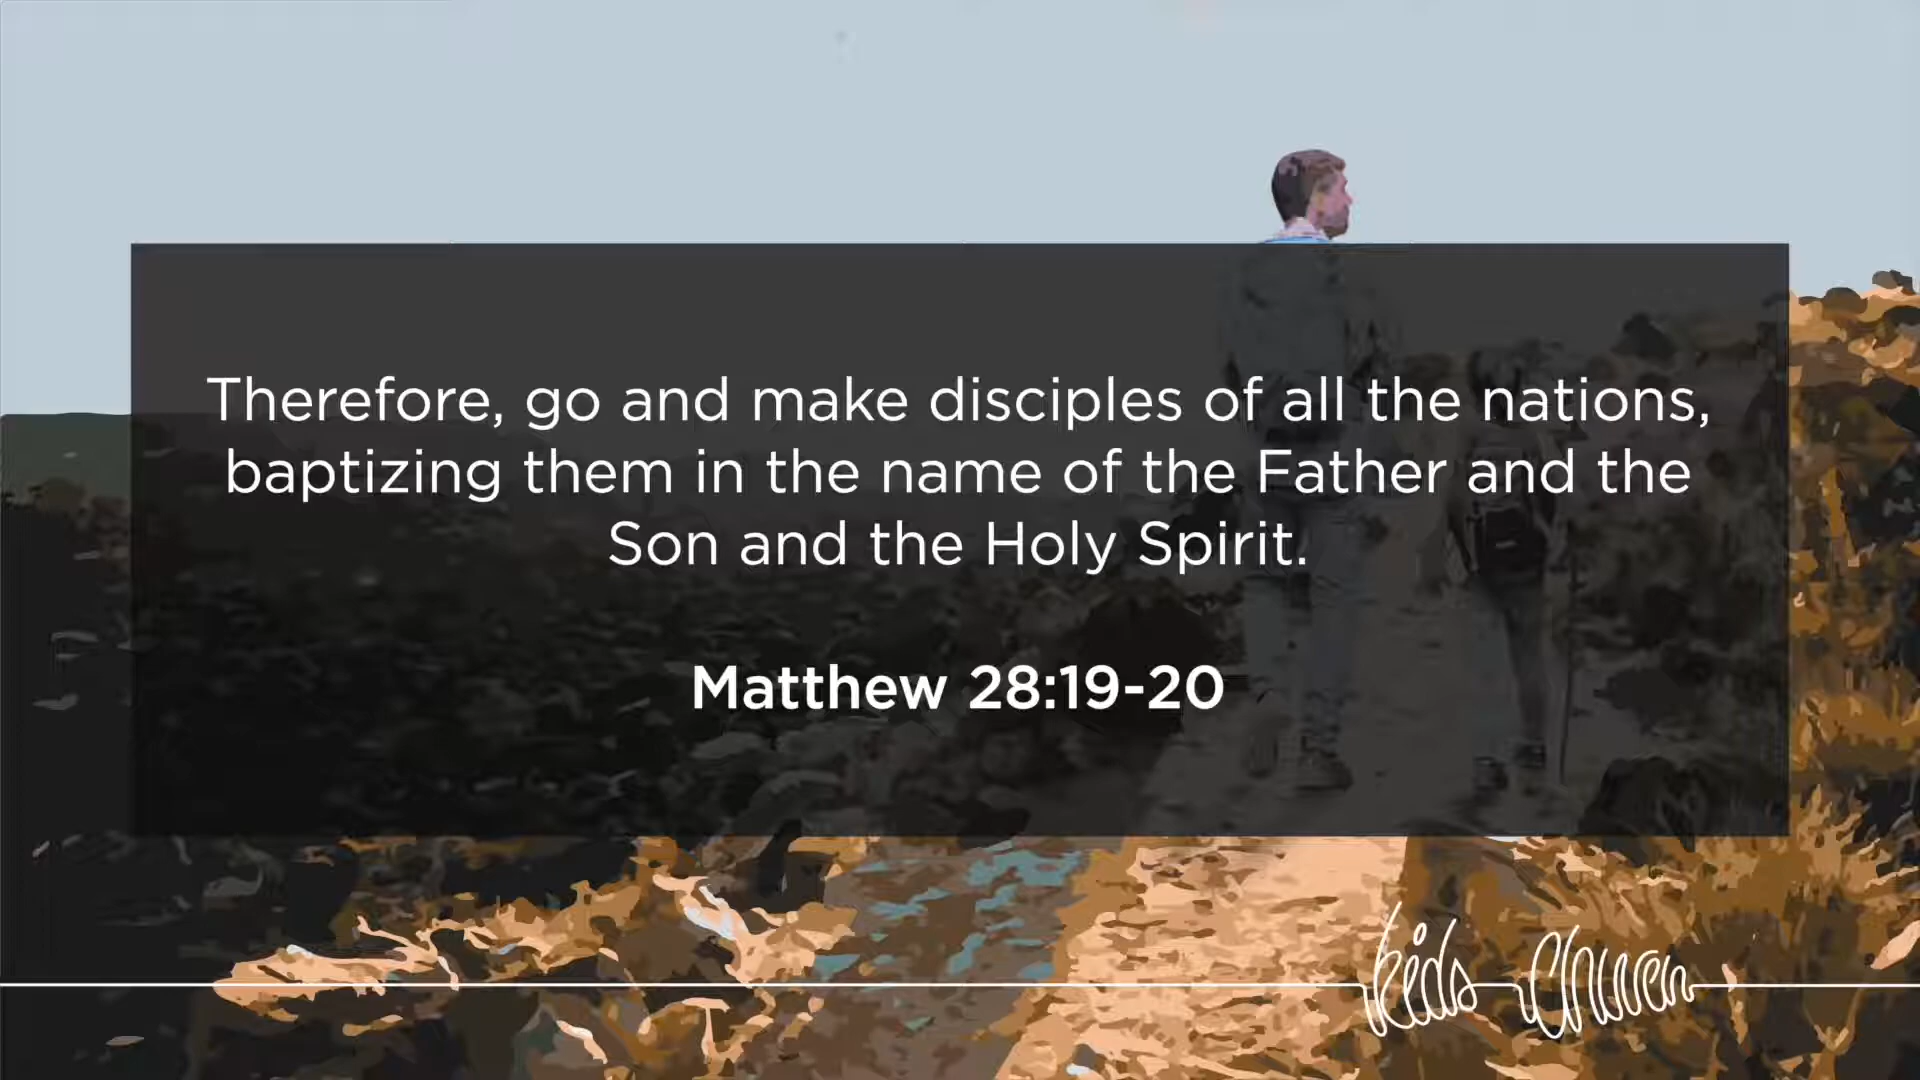 Therefore, go and make disciples of all the nations,
baptizing them in the name of the Father and the
Son and the Holy Spirit.
Matthew 28:19-20
kids Church